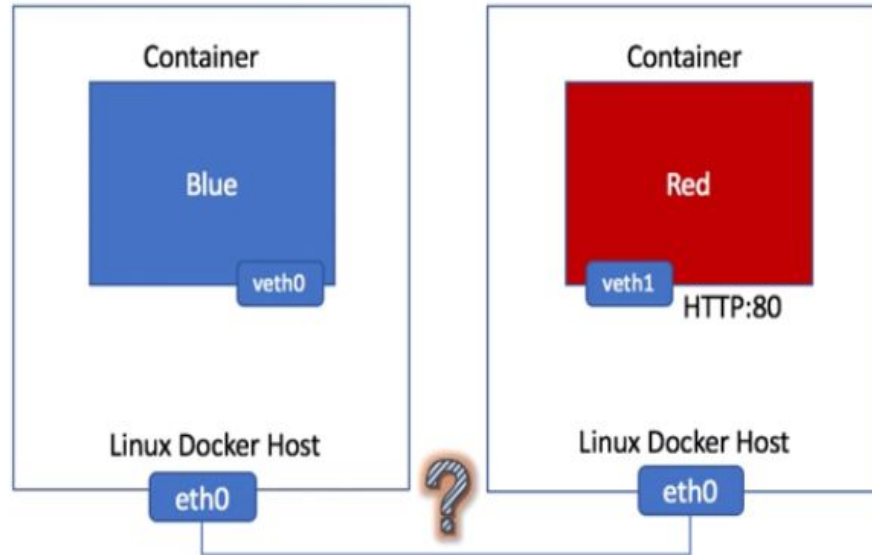 Container
Blue
veth0
Linux Docker Host
eth0
?
Container
Red
veth1
HTTP:80
Linux Docker Host
eth0